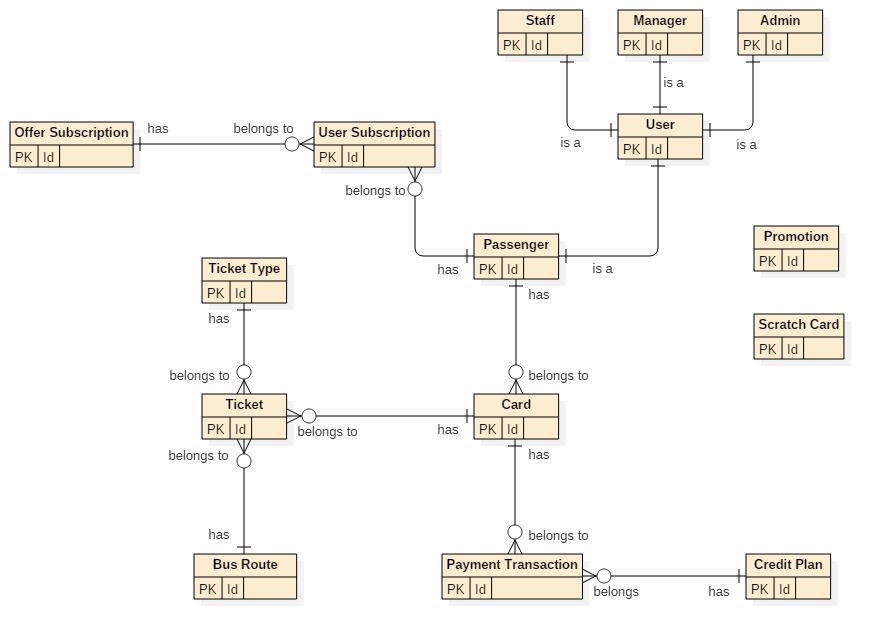 Staff
PK Id
Manager
PK Id
Admin
PK Id
is a
Offer Subscription
PK Id
has
belongs to
User Subscription
PK Id
User
PK Id
is a
is a
belongs to
Passenger
PK Id
has
is a
has
Promotion
PK Id
Ticket Type
PK Id
has
Scratch Card
PK Id
belongs to
belongs to
Ticket
PK Id
belongs to
has
Card
PK Id
belongs to
has
has
belongs to
Bus Route
PK Id
Payment Transaction
PK Id
belongs
has
Credit Plan
PK Id